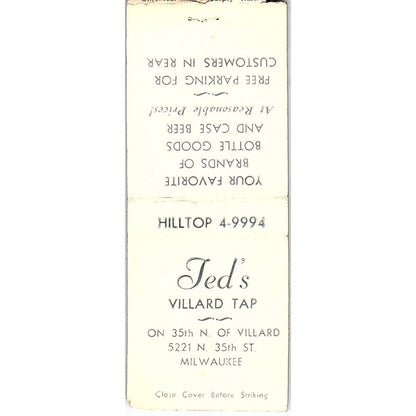 YOUR FAVORITE
BRANDS OF
BOTTLE GOODS
AND CASE BEER
At Reasonable Prices!
FREE PARKING FOR
CUSTOMERS IN REAR
HILLTOP 4-9994
Ted's
VILLARD TAP
ON 35th N. OF VILLARD
5221 N. 35th ST.
MILWAUKEE
Close Cover Before Striking